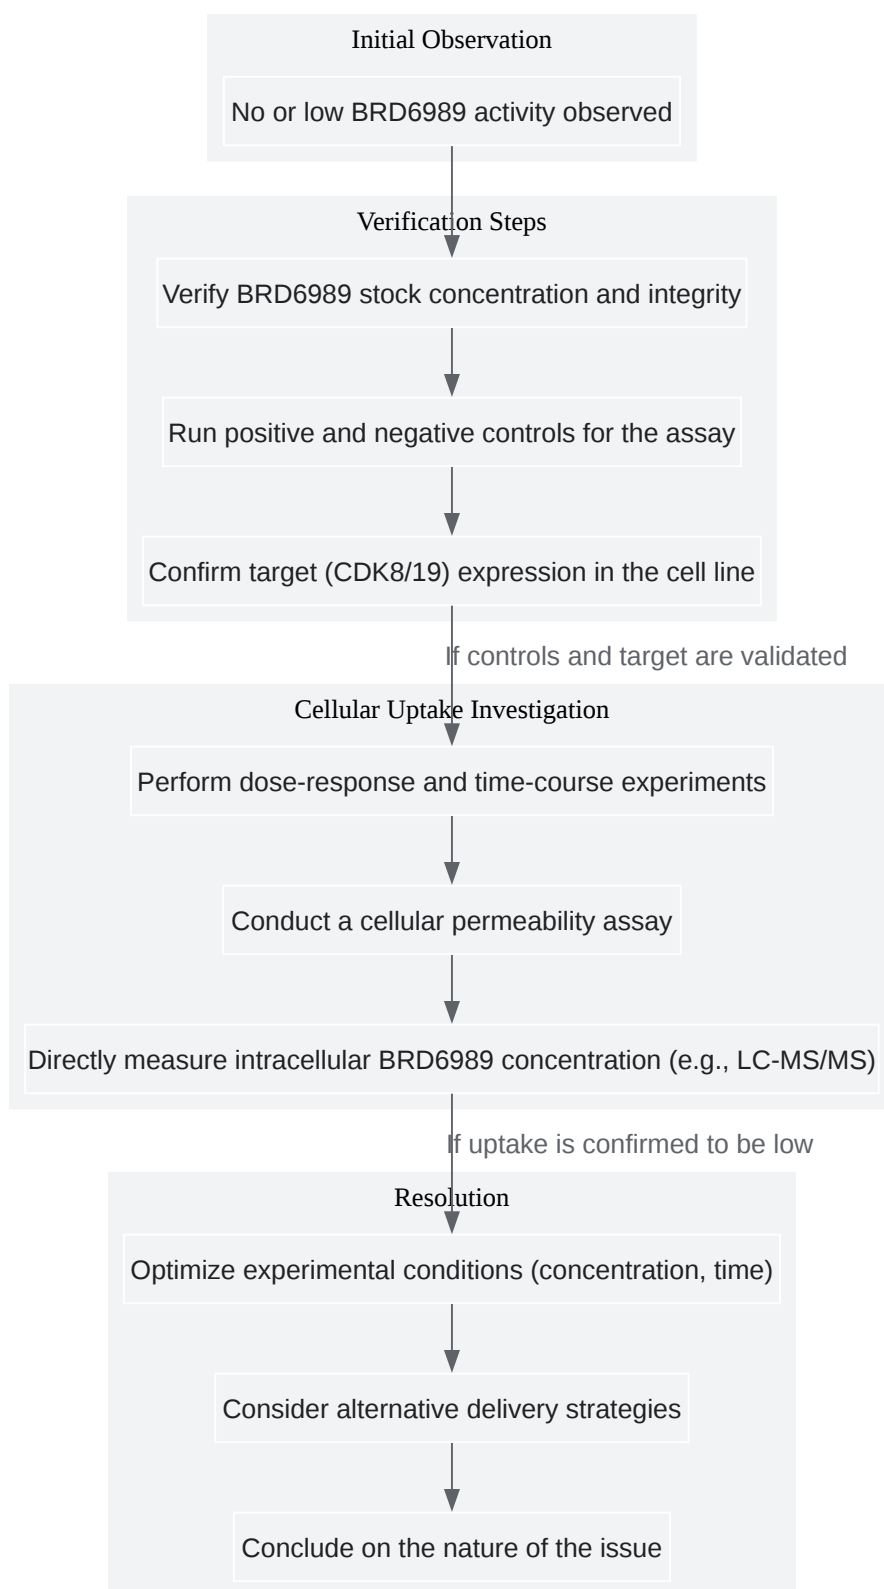 Initial Observation
No or low BRD6989 activity observed
Verification Steps
Verify BRD6989 stock concentration and integrity
Run positive and negative controls for the assay
Confirm target (CDK8/19) expression in the cell line
If controls and target are validated
Cellular Uptake Investigation
Perform dose-response and time-course experiments
Conduct a cellular permeability assay
Directly measure intracellular BRD6989 concentration (e.g., LC-MS/MS)
If uptake is confirmed to be low
Resolution
Optimize experimental conditions (concentration, time)
Consider alternative delivery strategies
Conclude on the nature of the issue